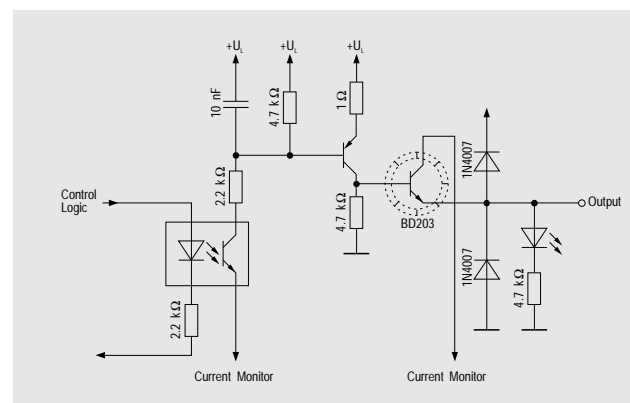 +U_L +U_L +U_L
10 nF
4.7 kΩ
1 Ω
1N4007
2.2 kΩ
Control
Logic
4.7 kΩ
BD203
Output
1N4007
4.7 kΩ
2.2 kΩ
Current Monitor
Current Monitor